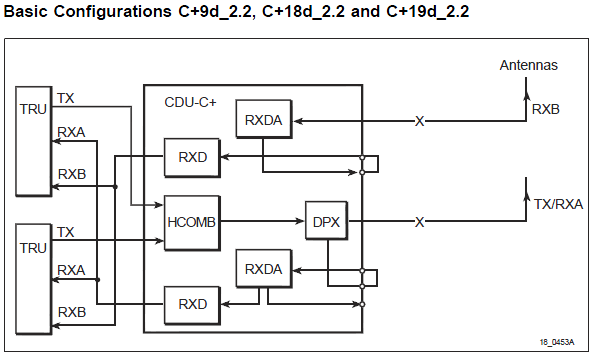 Basic Configurations C+9d_2.2, C+18d_2.2 and C+19d_2.2
Antennas
TRU
TX
RXA
RXB
CDU-C+
RXDA
X
RXB
RXD
HCOMB
DPX
X
TX/RXA
TRU
TX
RXA
RXB
RXDA
RXD
18_0453A